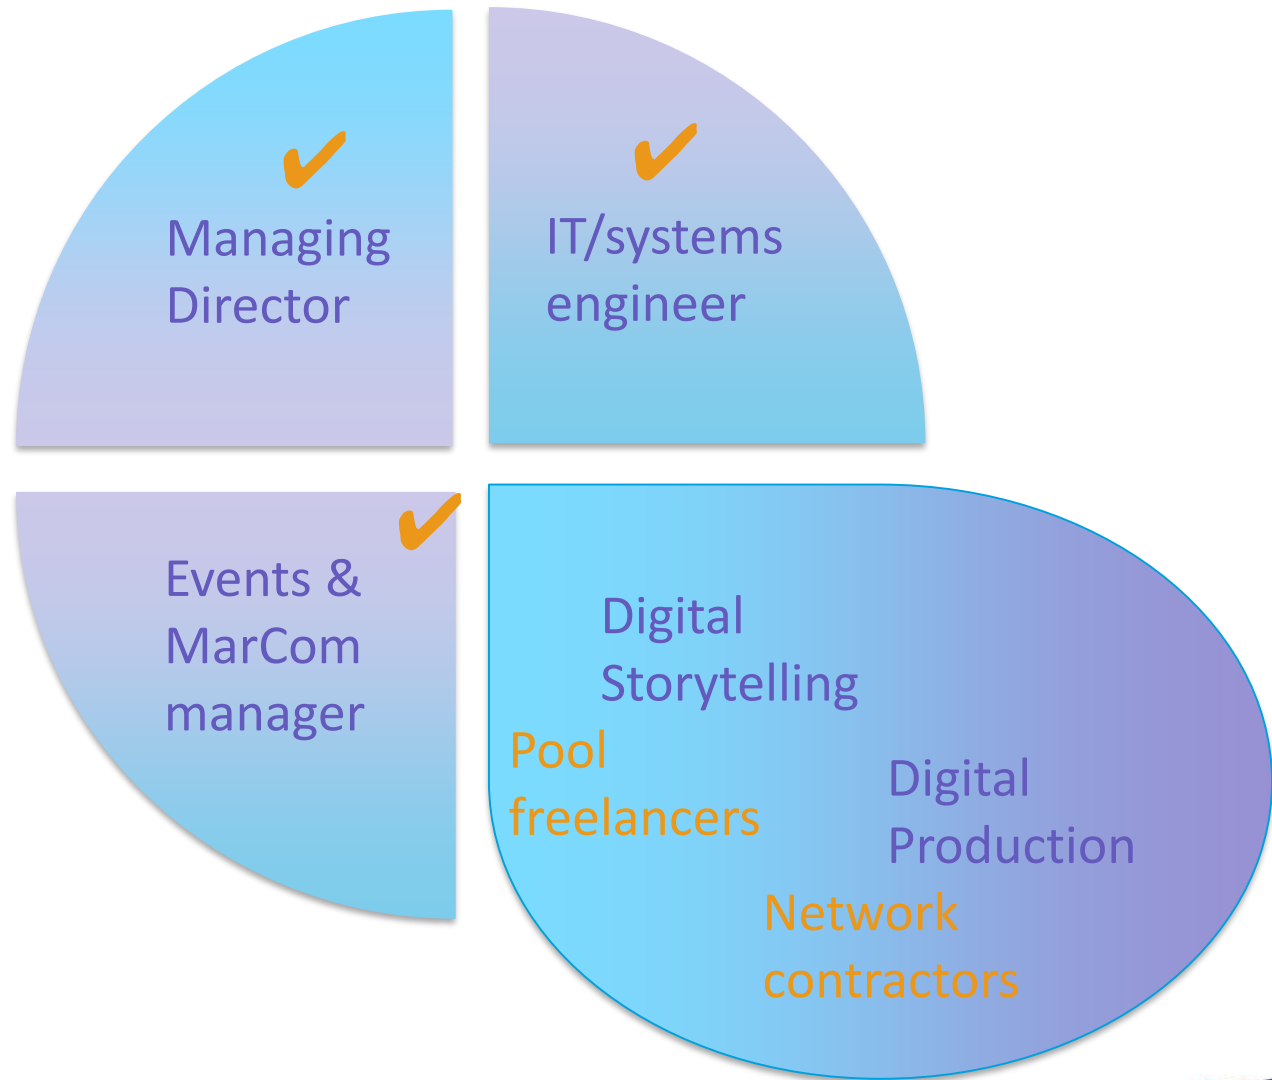 Managing
Director
IT/systems
engineer
Events &
MarCom
manager
Digital
Storytelling
Pool
freelancers
Digital
Production
Network
contractors